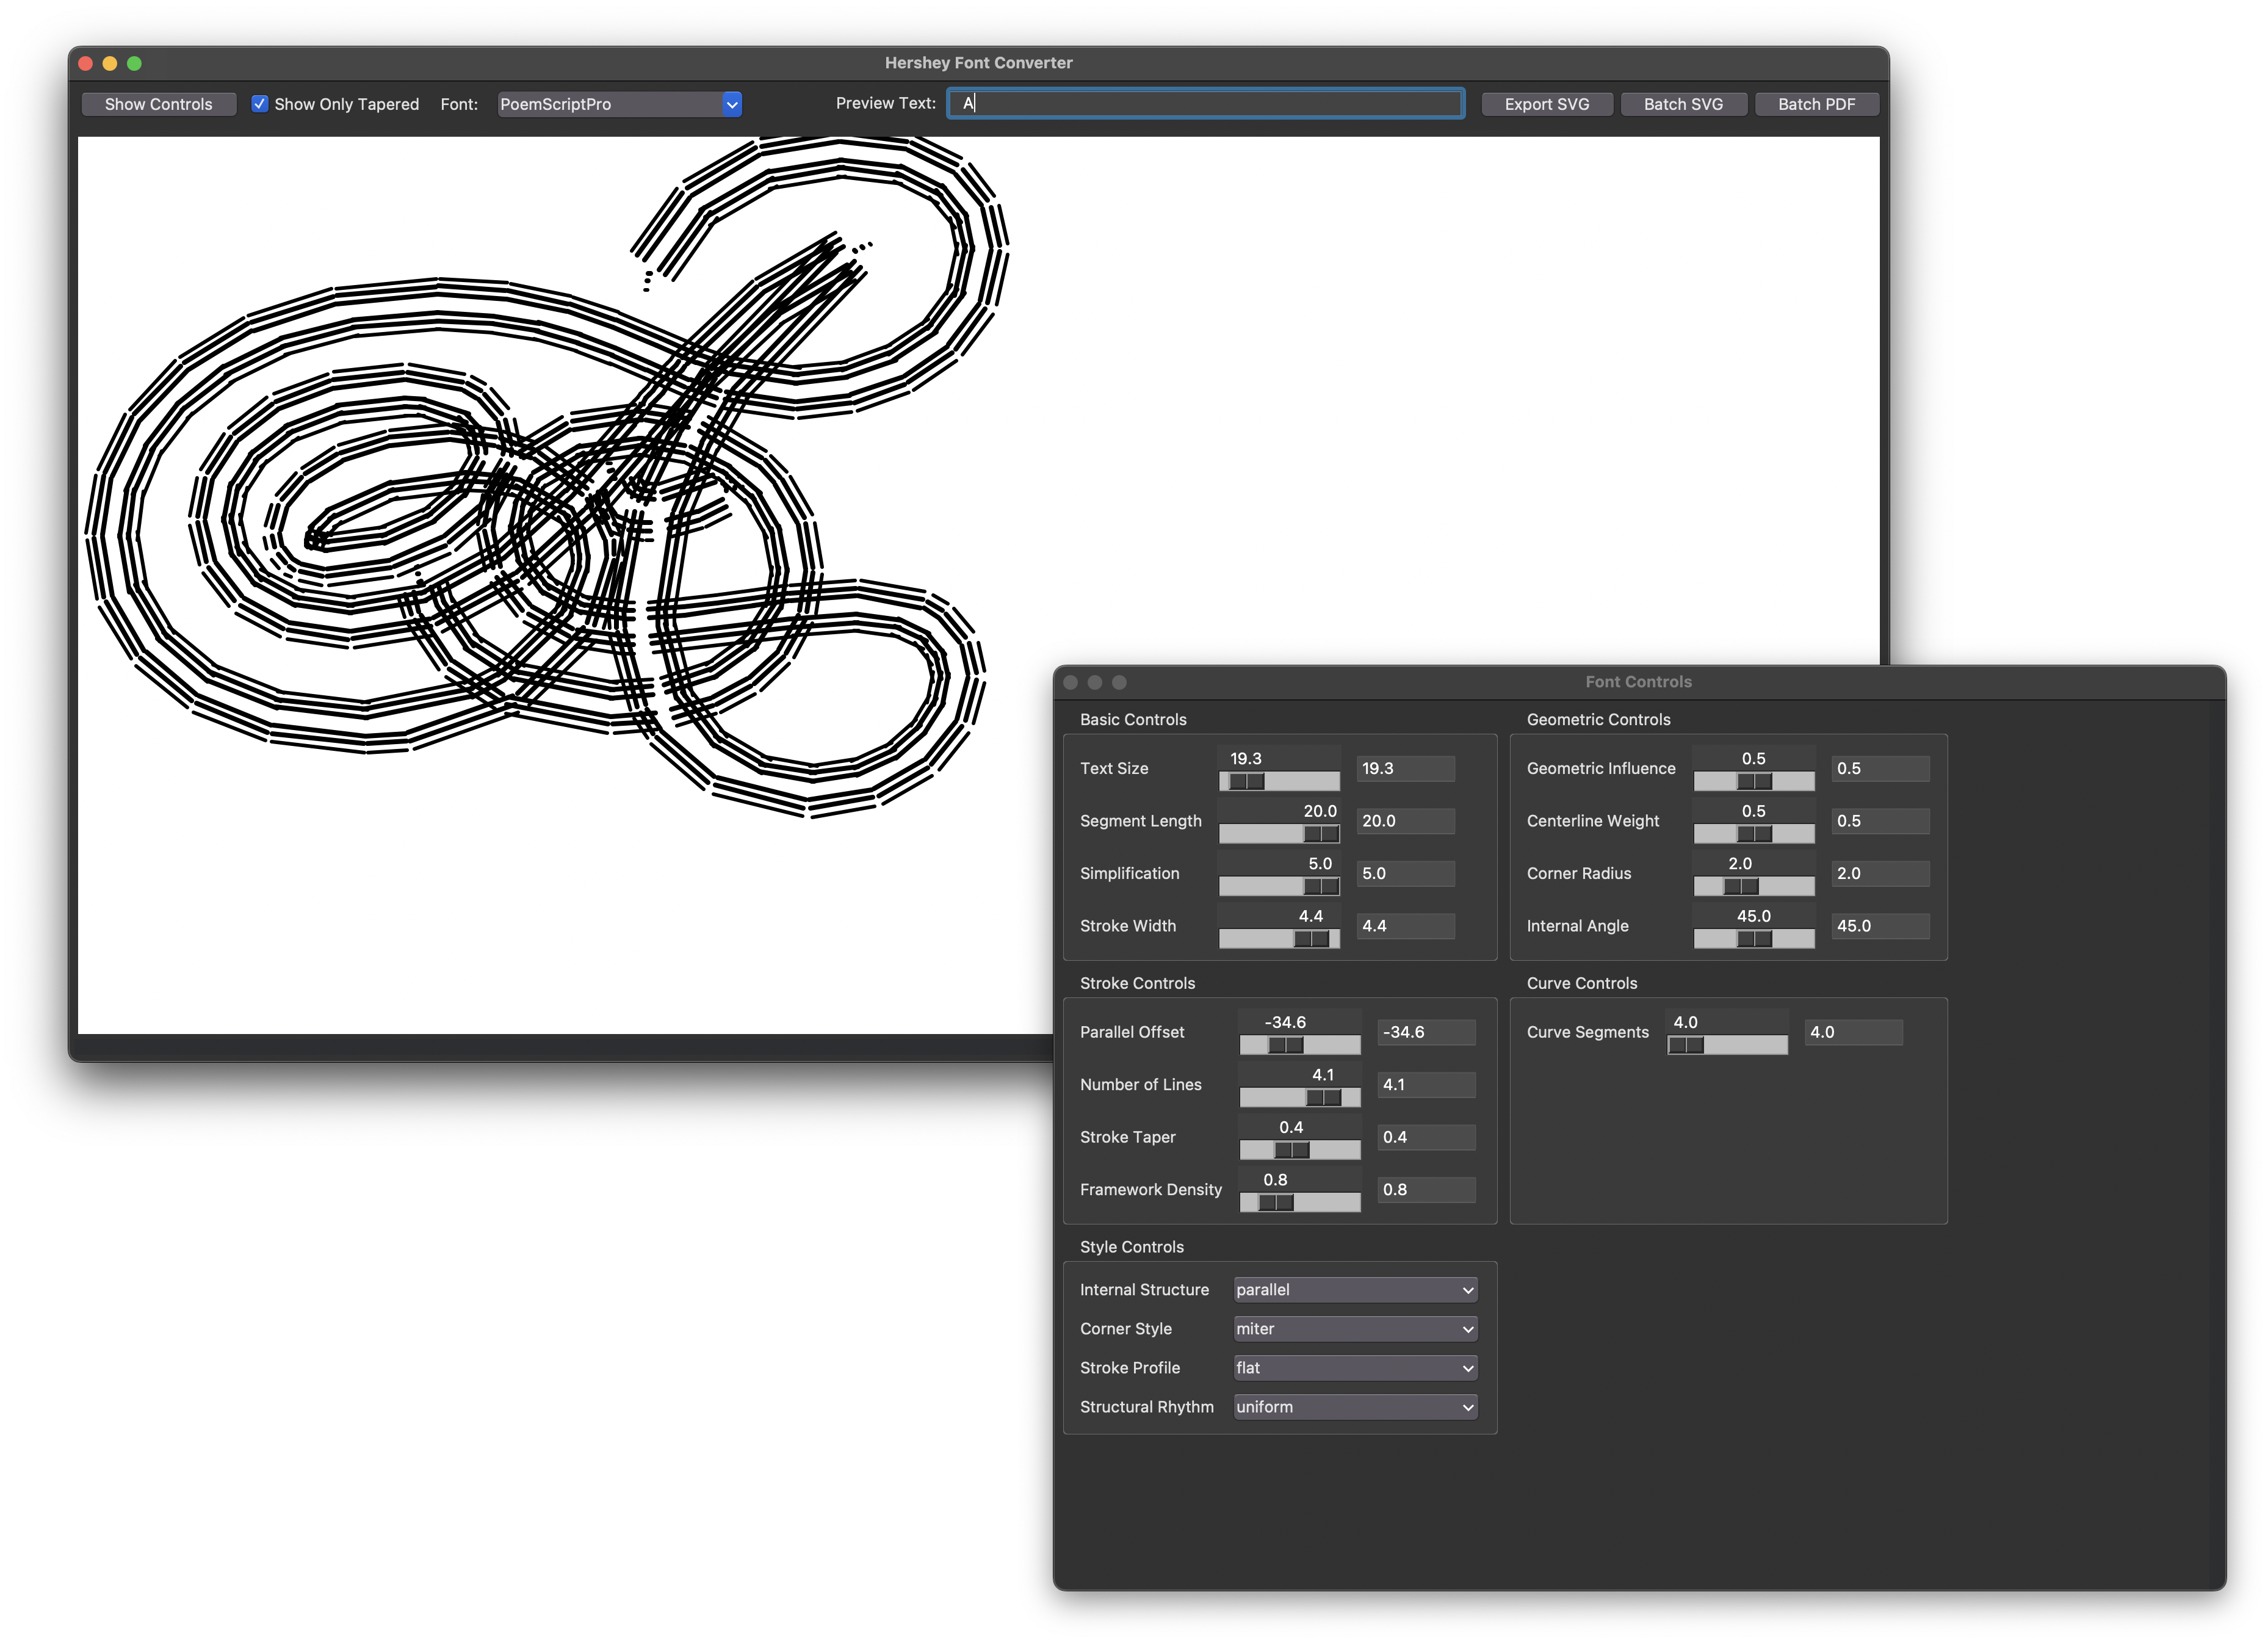 Hershey Font Converter
Show Controls Show Only Tapered Font: PoemScriptPro Preview Text: A Export SVG Batch SVG Batch PDF
Font Controls
Basic Controls
Text Size 19.3 19.3
Segment Length 20.0 20.0
Simplification 5.0 5.0
Stroke Width 4.4 4.4
Geometric Controls
Geometric Influence 0.5 0.5
Centerline Weight 0.5 0.5
Corner Radius 2.0 2.0
Internal Angle 45.0 45.0
Stroke Controls
Parallel Offset -34.6 -34.6
Number of Lines 4.1 4.1
Stroke Taper 0.4 0.4
Framework Density 0.8 0.8
Curve Controls
Curve Segments 4.0 4.0
Style Controls
Internal Structure parallel
Corner Style miter
Stroke Profile flat
Structural Rhythm uniform